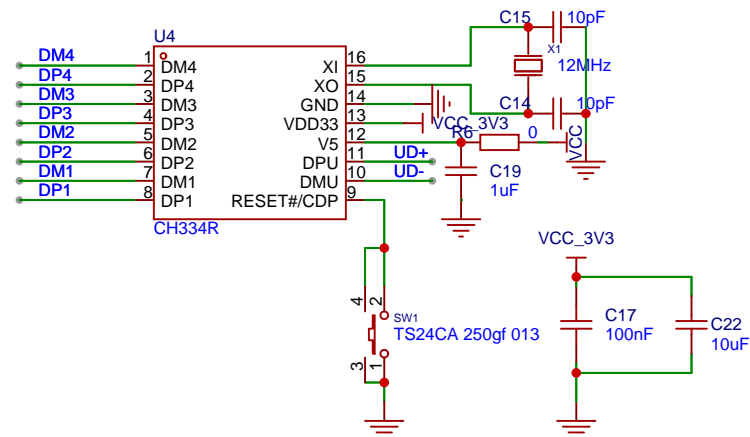 U4
C15
10pF
X1
12MHz
C14
10pF
DM4 1 DM4 XI 16
DP4 2 DP4 XO 15
DM3 3 DM3 GND 14
DP3 4 DP3 VDD33 13
VCC_3V3
DM2 5 DM2 V5 12
R6 0 VCC
DP2 6 DP2 DPU 11 UD+
DM1 7 DM1 DMU 10 UD-
DP1 8 DP1 RESET#/CDP 9
C19
1uF
CH334R
VCC_3V3
4 2
SW1
TS24CA 250gf 013
3 1
C17
100nF
C22
10uF